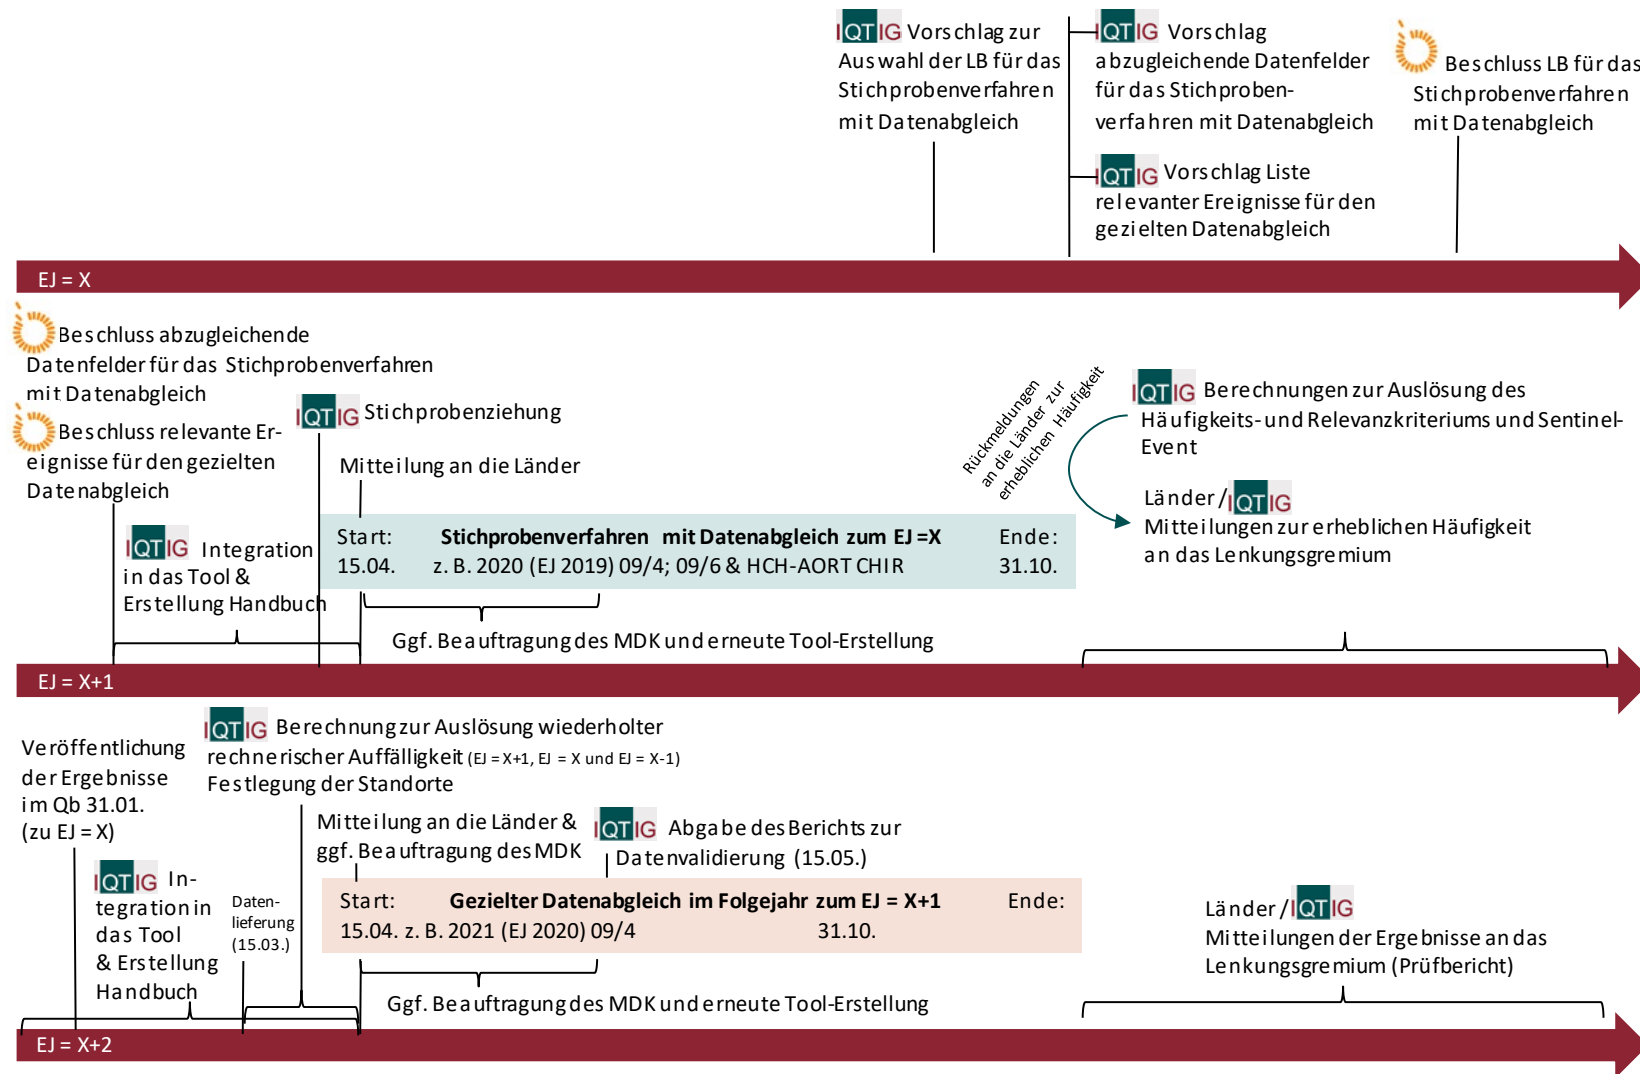 IQTIG Vorschlag zur
Auswahl der LB für das
Stichprobenverfahren
mit Datenabgleich
IQTIG Vorschlag
abzugleichende Datenfelder
für das Stichproben-
verfahren mit Datenabgleich
IQTIG Vorschlag Liste
relevanter Ereignisse für den
gezielten Datenabgleich
Beschluss LB für das
Stichprobenverfahren
mit Datenabgleich
EJ = X
Beschluss abzugleichende
Datenfelder für das Stichprobenverfahren
mit Datenabgleich
Beschluss relevante Er-
eignisse für den gezielten
Datenabgleich
IQTIG Integration
in das Tool &
Erstellung Handbuch
IQTIG Stichprobenziehung
Mitteilung an die Länder
Start: Stichprobenverfahren mit Datenabgleich zum EJ =X Ende:
15.04. z. B. 2020 (EJ 2019) 09/4; 09/6 & HCH-AORT CHIR 31.10.
Ggf. Beauftragung des MDK und erneute Tool-Erstellung
Rückmeldungen
an die Länder zur
erheblichen Häufigkeit
IQTIG Berechnungen zur Auslösung des
Häufigkeits-und Relevanzkriteriums und Sentinel-
Event
Länder /IQTIG
Mitteilungen zur erheblichen Häufigkeit
an das Lenkungsgremium
EJ = X+1
Veröffentlichung
der Ergebnisse
im Qb 31.01.
(zu EJ = X)
IQTIG In-
tegration in
das Tool
& Erstellung
Handbuch
Daten-
lieferung
(15.03.)
IQTIG Berechnung zur Auslösung wiederholter
rechnerischer Auffälligkeit (EJ = X+1, EJ = X und EJ = X-1)
Festlegung der Standorte
Mitteilung an die Länder &
ggf. Beauftragung des MDK
IQTIG Abgabe des Berichts zur
Datenvalidierung (15.05.)
Start: Gezielter Datenabgleich im Folgejahr zum EJ = X+1 Ende:
15.04. z. B. 2021 (EJ 2020) 09/4 31.10.
Ggf. Beauftragung des MDK und erneute Tool-Erstellung
Länder /IQTIG
Mitteilungen der Ergebnisse an das
Lenkungsgremium (Prüfbericht)
EJ = X+2